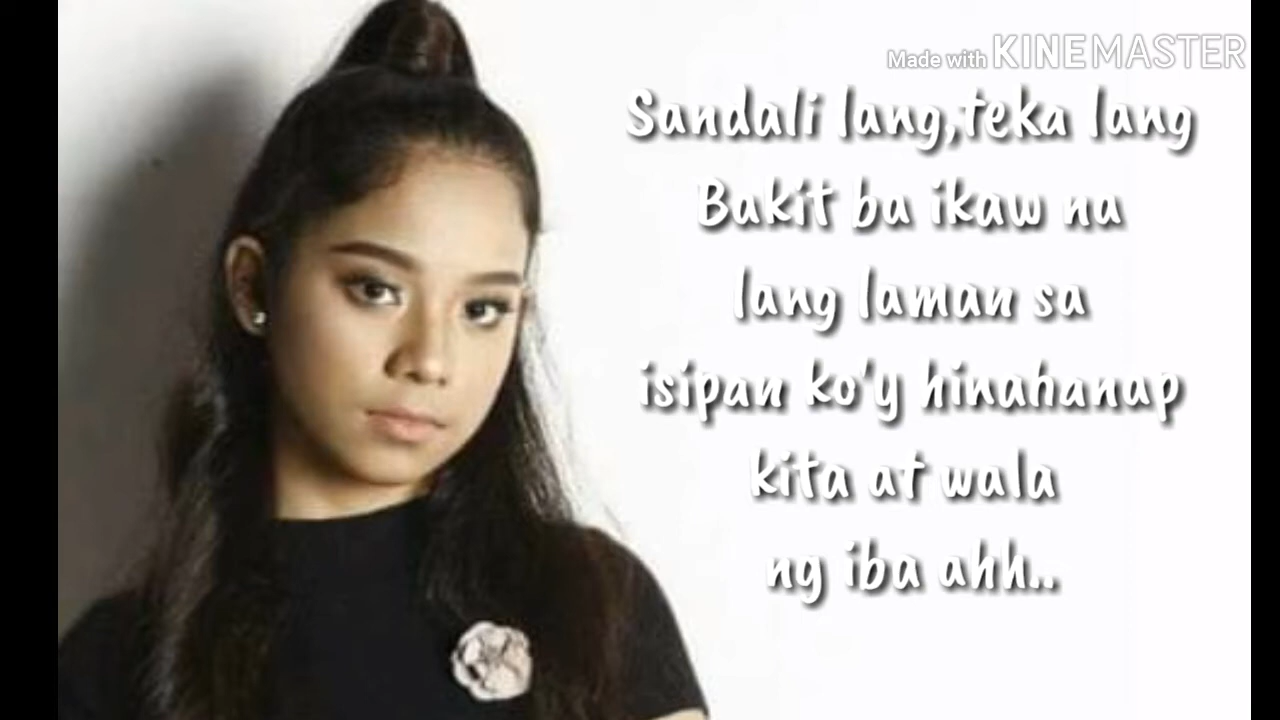 Made with KINEMASTER
Sandali lang,teka lang
Bakit ba ikaw na
lang laman sa
isipan ko'y hinahanap
kita at wala
ng iba ahh..